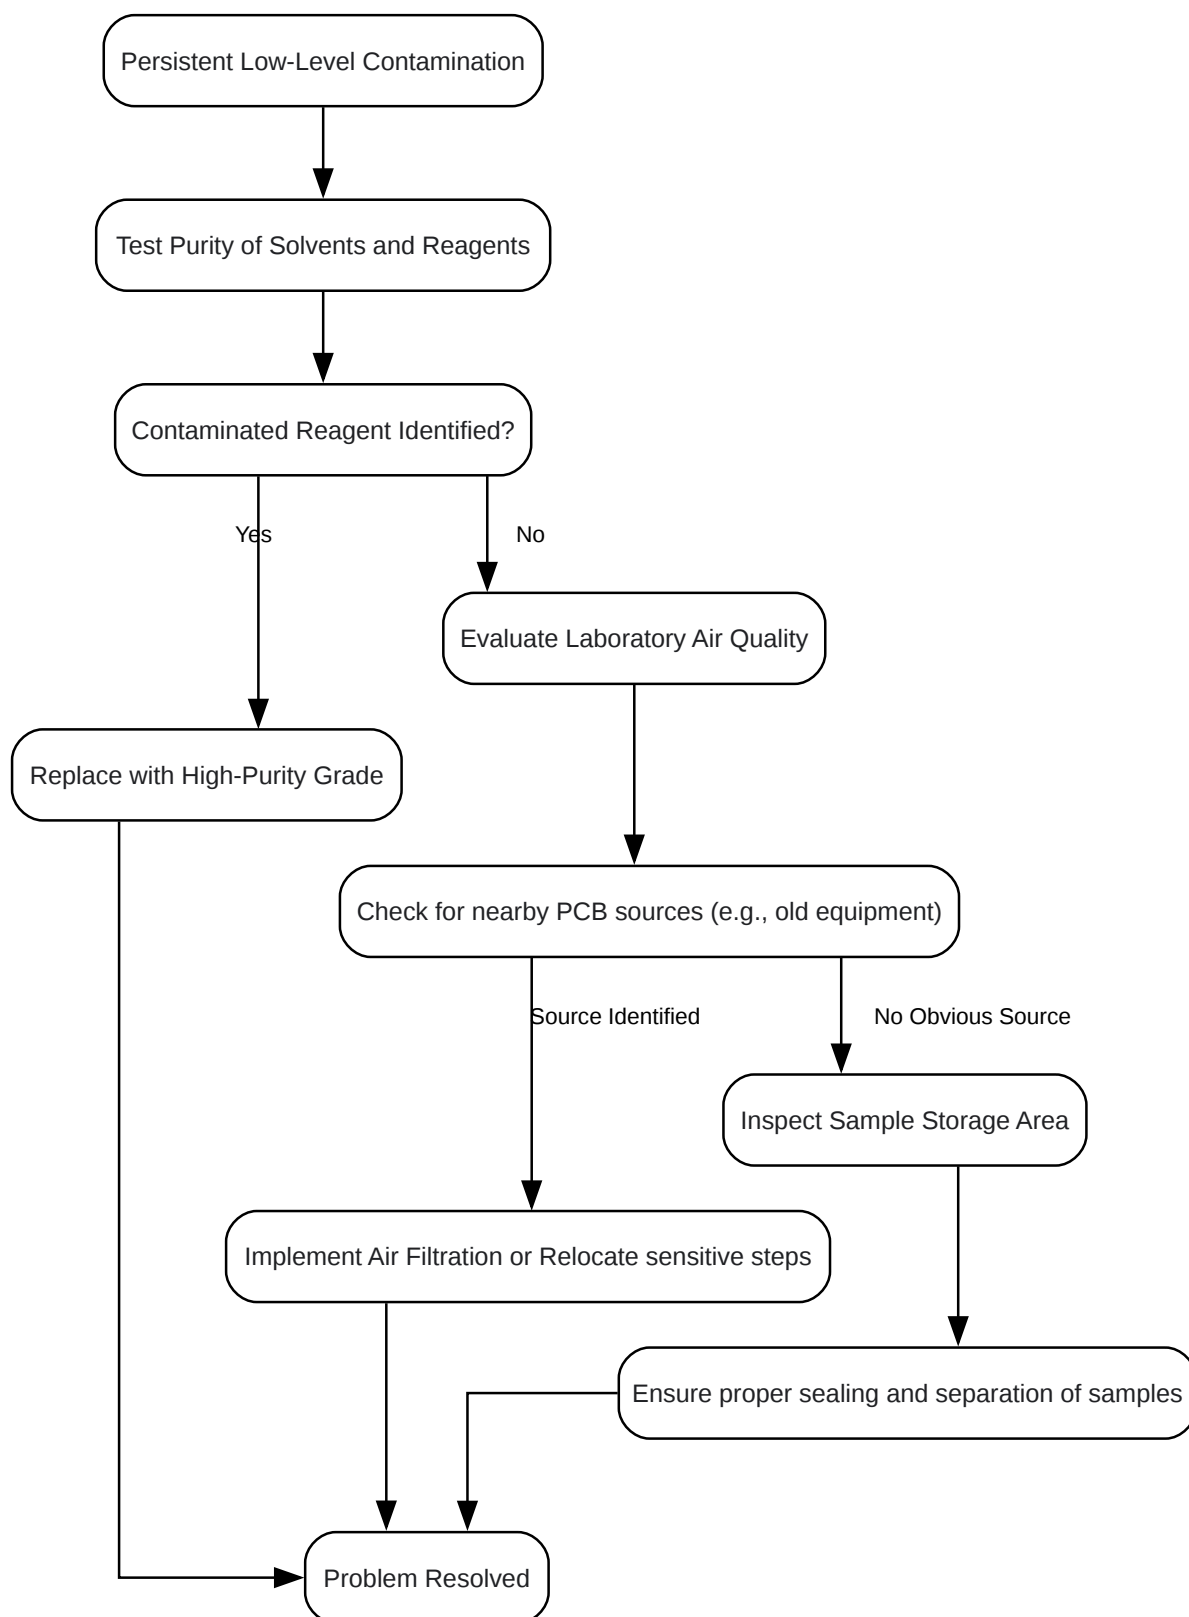 Persistent Low-Level Contamination
Test Purity of Solvents and Reagents
Contaminated Reagent Identified?
Yes
No
Evaluate Laboratory Air Quality
Replace with High-Purity Grade
Check for nearby PCB sources (e.g., old equipment)
Source Identified
No Obvious Source
Inspect Sample Storage Area
Implement Air Filtration or Relocate sensitive steps
Ensure proper sealing and separation of samples
Problem Resolved